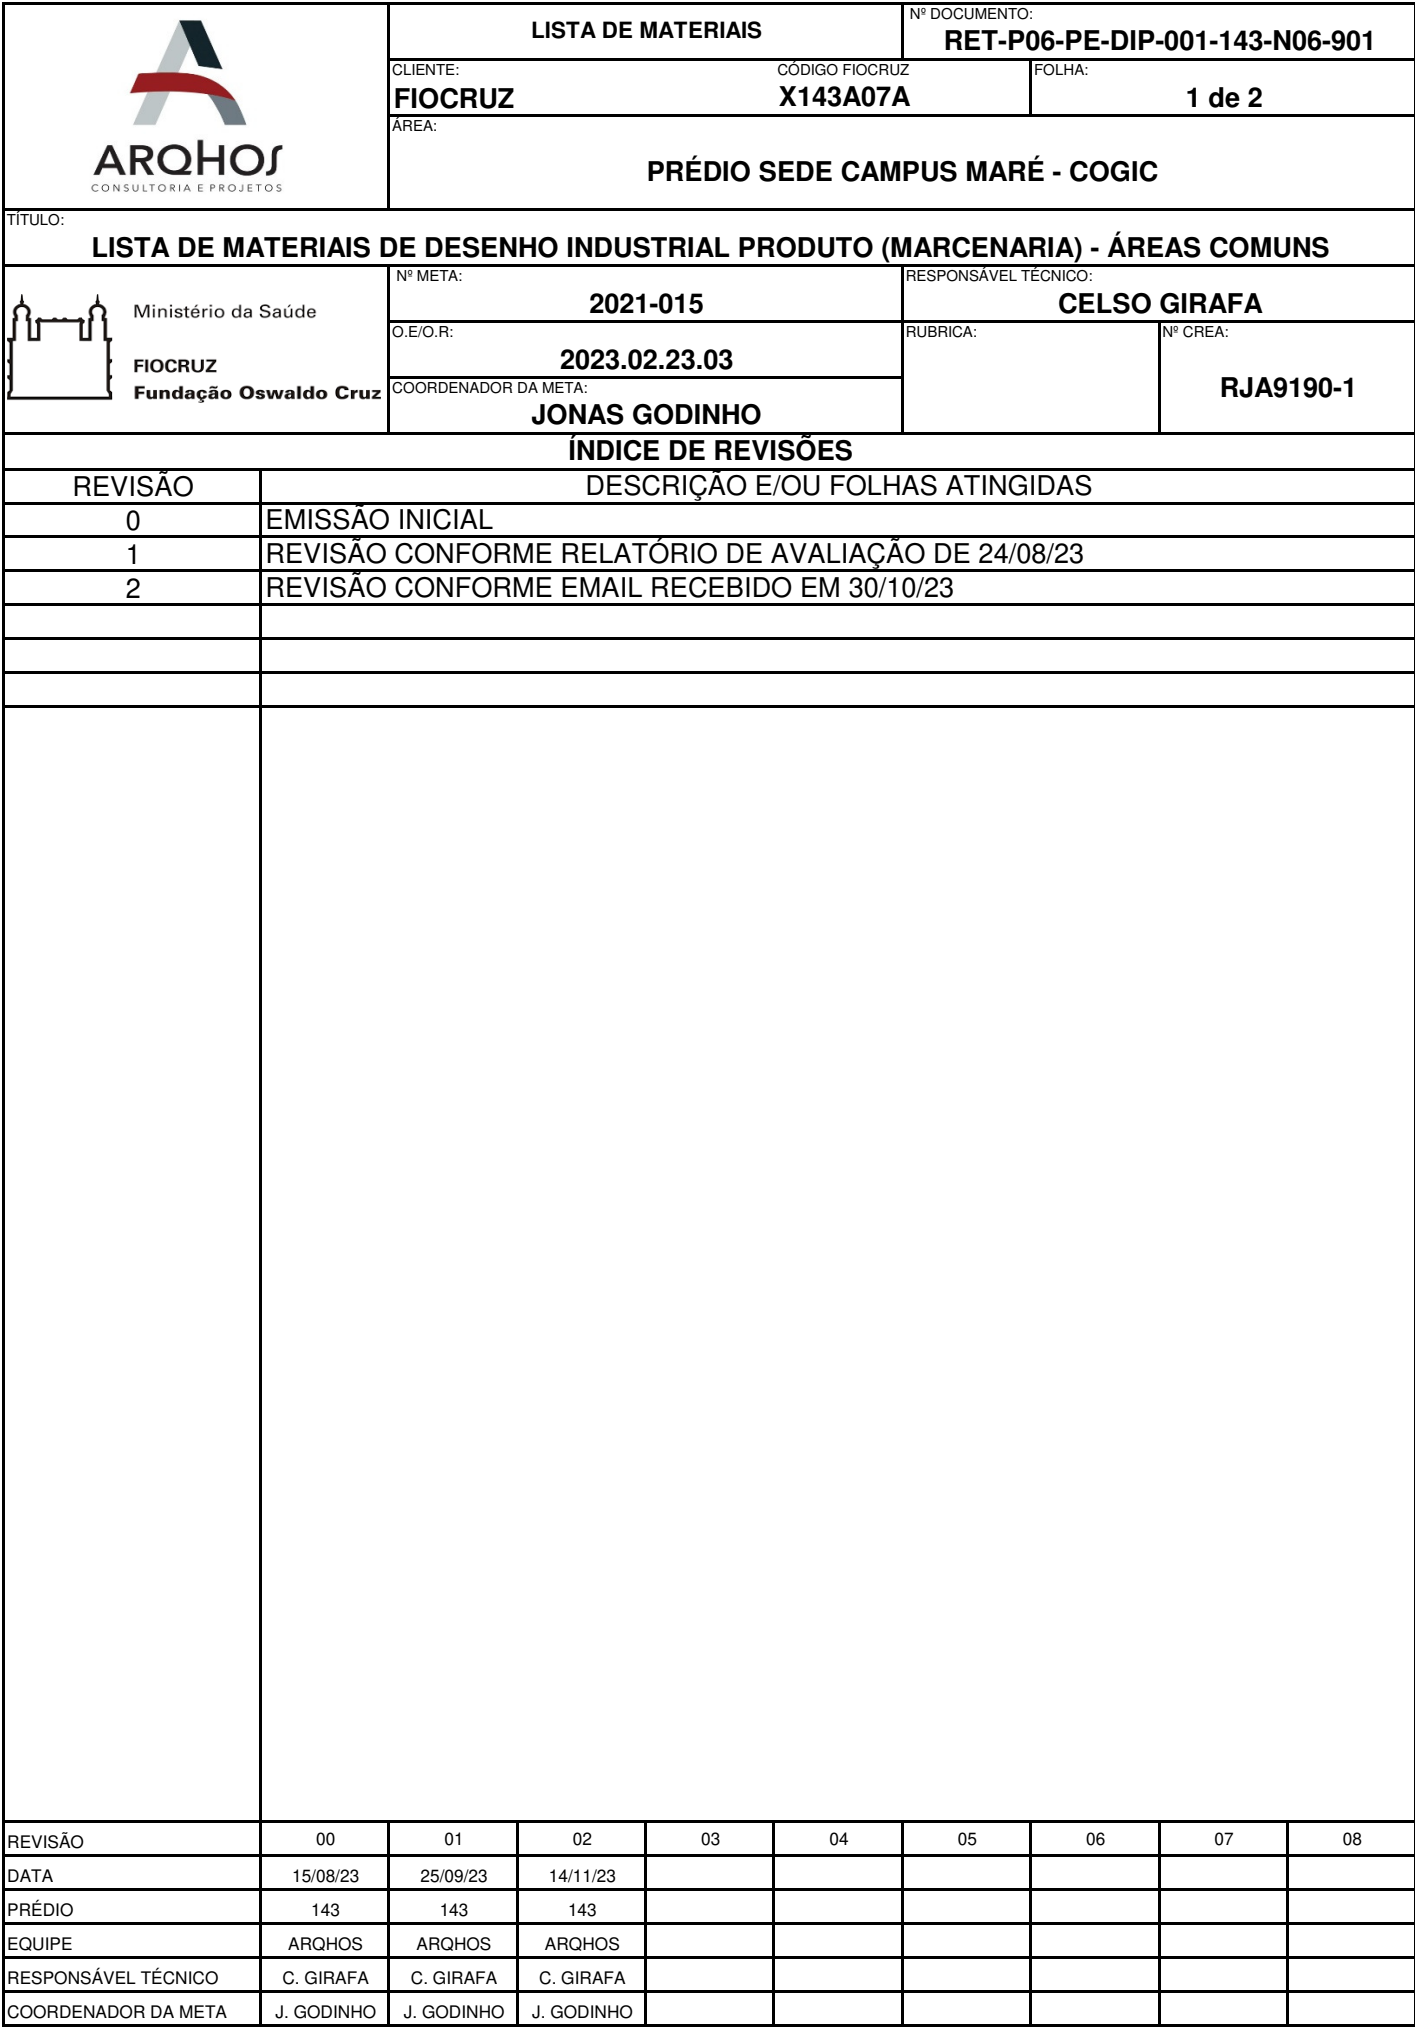 ARQHOS
CONSULTORIA E PROJETOS
LISTA DE MATERIAIS
Nº DOCUMENTO:
RET-P06-PE-DIP-001-143-N06-901
CLIENTE:
FIOCRUZ
CÓDIGO FIOCRUZ
X143A07A
FOLHA:
1 de 2
ÁREA:
PRÉDIO SEDE CAMPUS MARÉ - COGIC
TÍTULO:
LISTA DE MATERIAIS DE DESENHO INDUSTRIAL PRODUTO (MARCENARIA) - ÁREAS COMUNS
Ministério da Saúde
FIOCRUZ
Fundação Oswaldo Cruz
Nº META:
2021-015
RESPONSÁVEL TÉCNICO:
CELSO GIRAFA
O.E/O.R:
2023.02.23.03
RUBRICA:
Nº CREA:
RJA9190-1
COORDENADOR DA META:
JONAS GODINHO
ÍNDICE DE REVISÕES
REVISÃO DESCRIÇÃO E/OU FOLHAS ATINGIDAS
0 EMISSÃO INICIAL
1 REVISÃO CONFORME RELATÓRIO DE AVALIAÇÃO DE 24/08/23
2 REVISÃO CONFORME EMAIL RECEBIDO EM 30/10/23
REVISÃO 00 01 02 03 04 05 06 07 08
DATA 15/08/23 25/09/23 14/11/23
PRÉDIO 143 143 143
EQUIPE ARQHOS ARQHOS ARQHOS
RESPONSÁVEL TÉCNICO C. GIRAFA C. GIRAFA C. GIRAFA
COORDENADOR DA META J. GODINHO J. GODINHO J. GODINHO